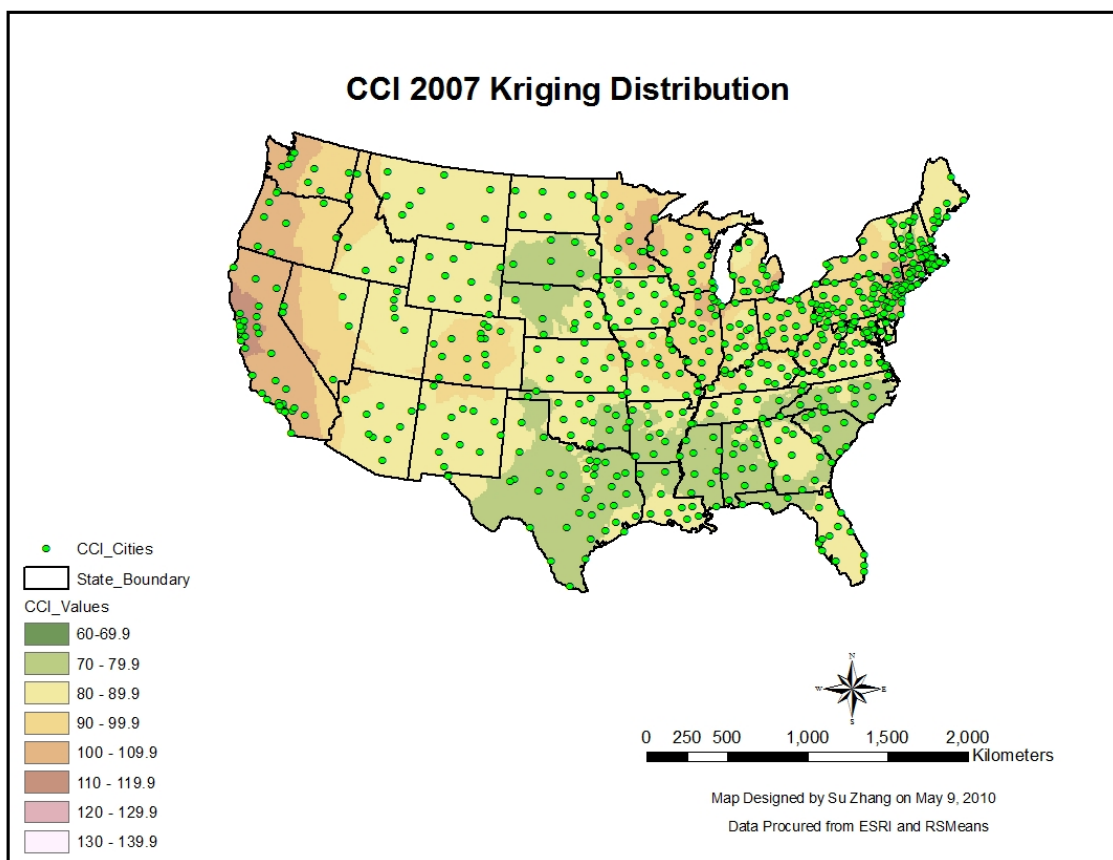 CCI 2007 Kriging Distribution
CCI_Cities
State_Boundary
CCI_Values
60-69.9
70 - 79.9
80 - 89.9
90 - 99.9
100 - 109.9
110 - 119.9
120 - 129.9
130 - 139.9
N
W E
S
0 250 500 1,000 1,500 2,000
Kilometers
Map Designed by Su Zhang on May 9, 2010
Data Procured from ESRI and RSMeans